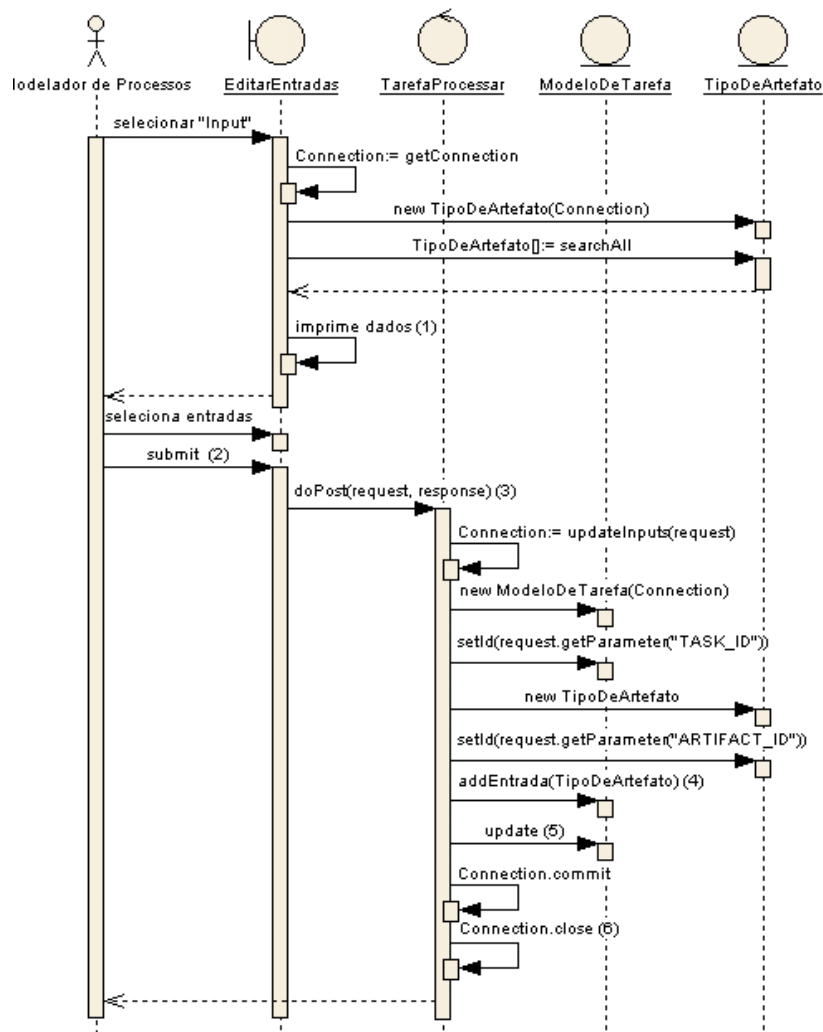 lodelador de Processos EditarEntradas TarefaProcessar ModeloDeTarefa TipoDeArtefato
selecionar "Input"
Connection:= getConnection
new TipoDeArtefato(Connection)
TipoDeArtefato[]:= searchAll
imprime dados (1)
seleciona entradas
submit (2)
doPost(request, response) (3)
Connection:= updateInputs(request)
new ModeloDeTarefa(Connection)
setId(request.getParameter("TASK_ID"))
new TipoDeArtefato
setId(request.getParameter("ARTIFACT_ID"))
addEntrada(TipoDeArtefato) (4)
update (5)
Connection.commit
Connection.close (6)